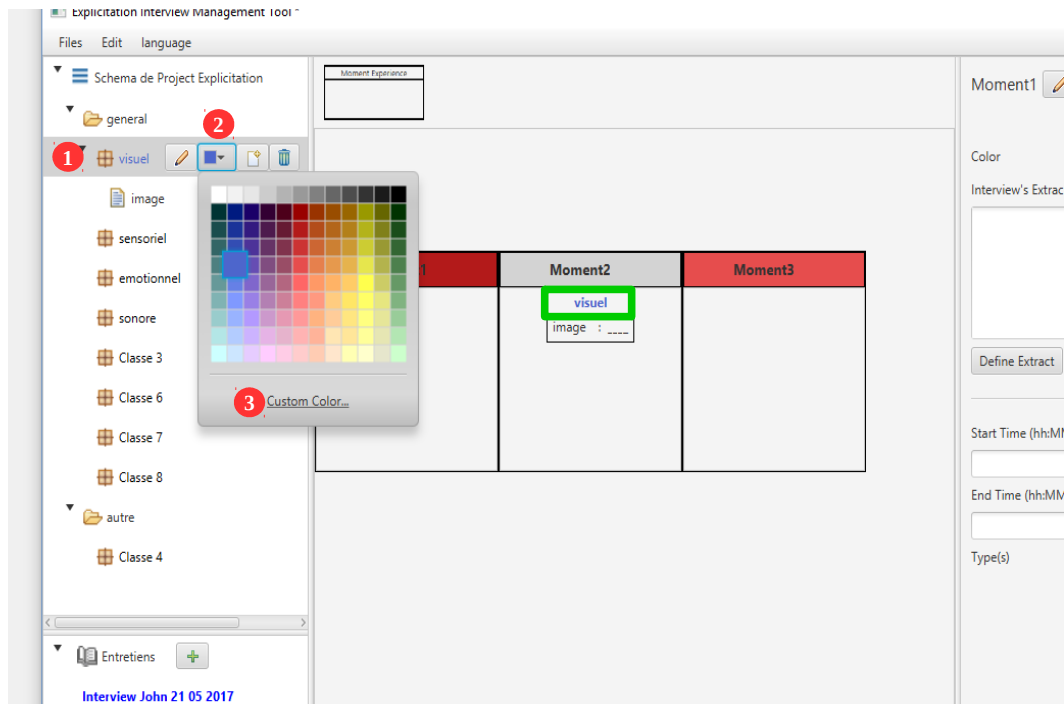 Explicitation Interview Management Tool *
Files Edit language
Schema de Project Explicitation
general
2
1
visuel
image
sensoriel
emotionnel
sonore
Classe 3
Classe 6
Classe 7
Classe 8
autre
Classe 4
3
Custom Color...
Entretiens
Interview John 21 05 2017
Moment Experience
1
Moment2
Moment3
visuel
image : ____
Moment1
Color
Interview's Extrac
Define Extract
Start Time (hh:MM
End Time (hh:MM
Type(s)